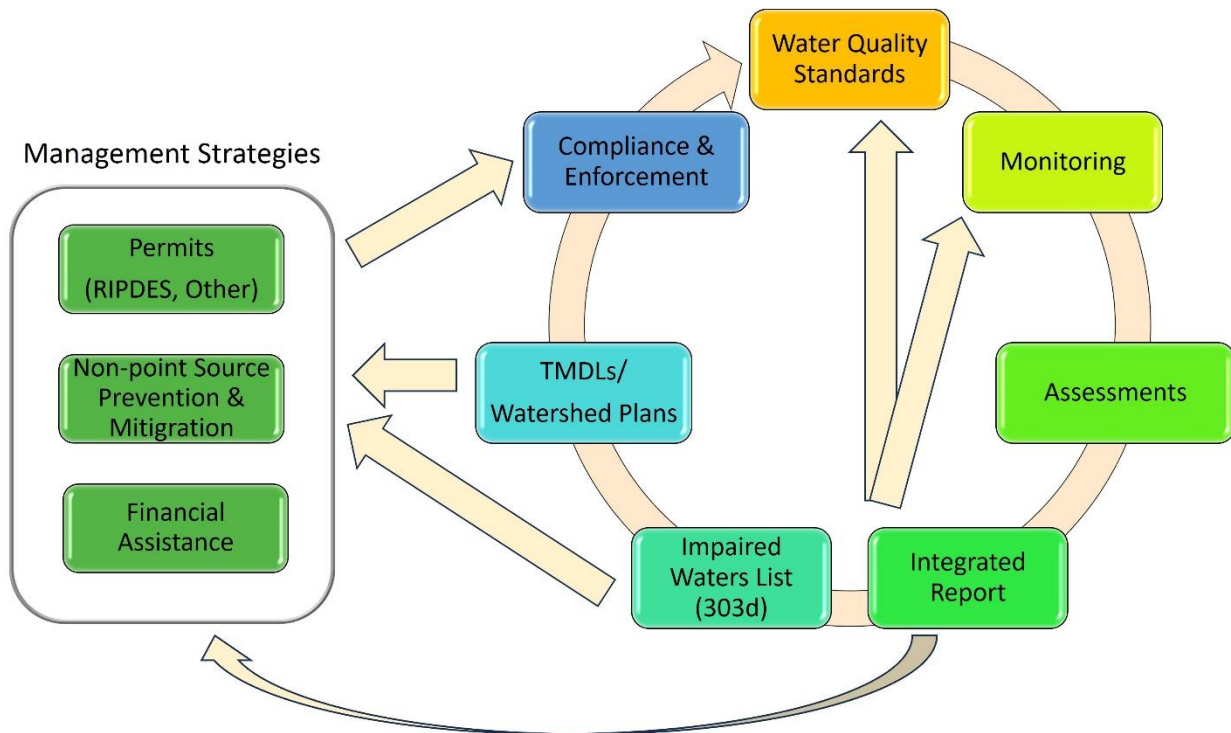 Water Quality
Standards
Compliance &
Enforcement
Monitoring
Management Strategies
Permits
(RIPDES, Other)
Non-point Source
Prevention &
Mitigration
TMDLs/
Watershed Plans
Assessments
Financial
Assistance
Impaired
Waters List
(303d)
Integrated
Report